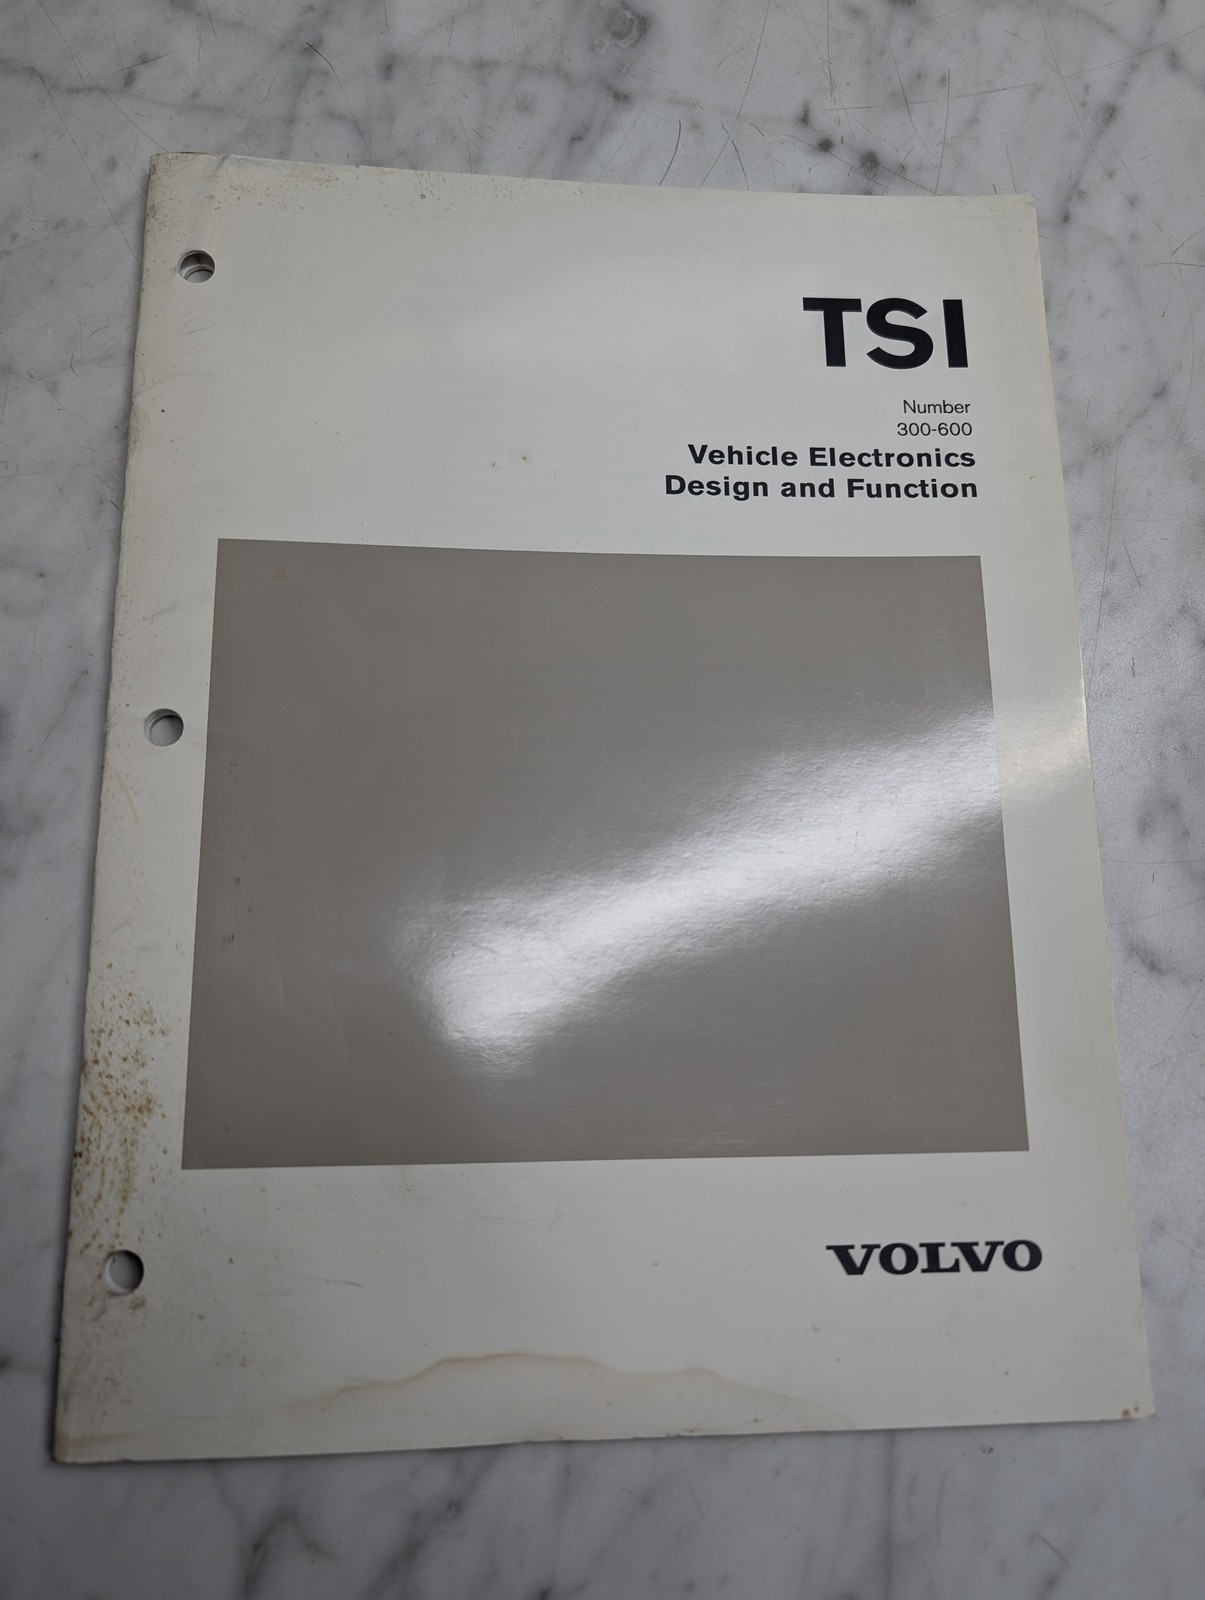 TSI
Number
300-600
Vehicle Electronics
Design and Function
VOLVO